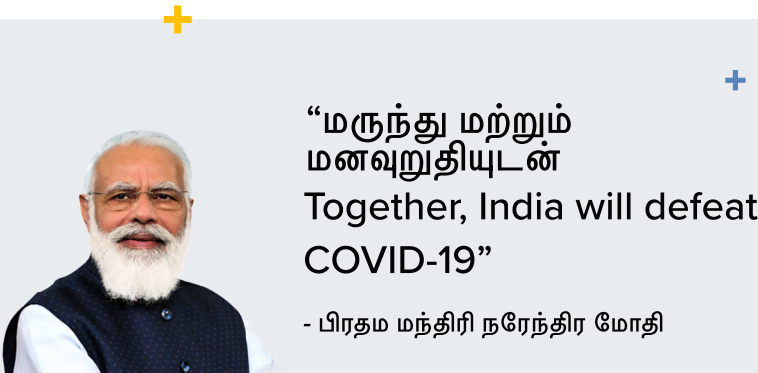 “மருந்து மற்றும்
மனவுறுதியுடன்
Together, India will defeat
COVID-19”
- பிரதம மந்திரி நரேந்திர மோதி